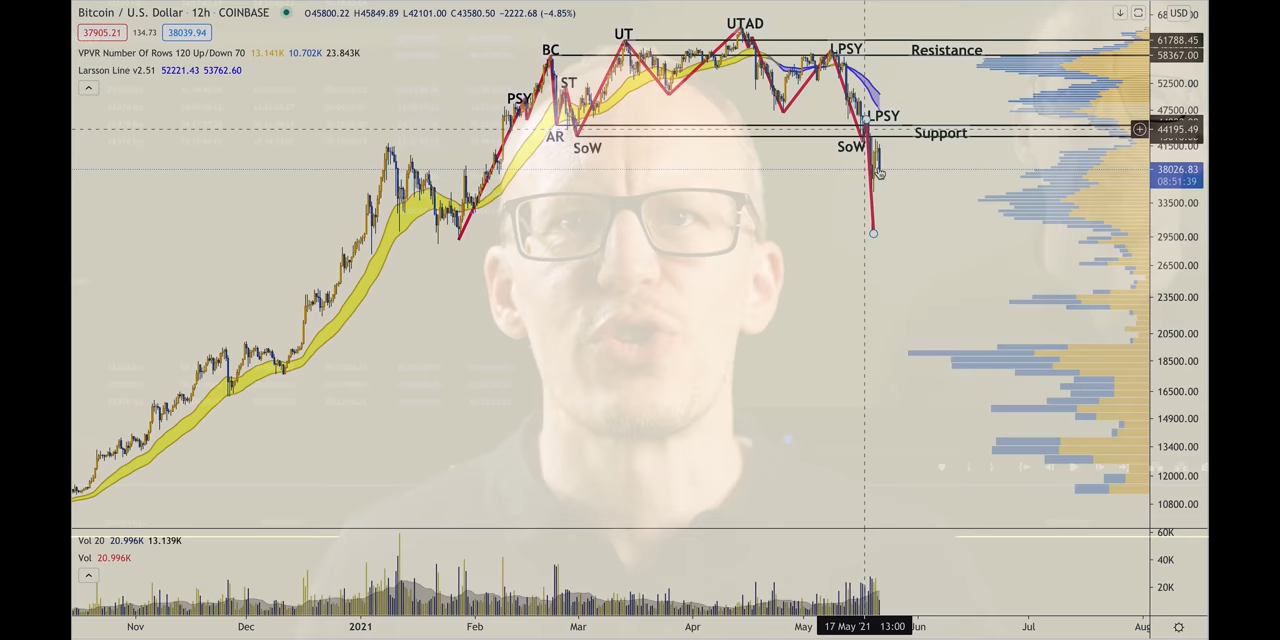 Bitcoin / U.S. Dollar · 12h · COINBASE O45800.22 H45849.89 L42101.00 C43580.50 −2222.68 (−4.85%)
37905.21 134.73 38039.94
VPVR Number Of Rows 120 Up/Down 70 13.141K 10.702K 23.843K
Larsson Line v2.51 52221.43 53762.60
USD
UTAD
UT
BC
LPSY
Resistance
ST
PSY
LPSY
AR
SoW
SoW
Support
61788.45
58367.00
52500.00
47500.00
44195.49
41500.00
38026.83
08:51:39
33500.00
29500.00
26500.00
23500.00
20500.00
18500.00
16500.00
14900.00
13400.00
12000.00
10800.00
Vol 20 20.996K 13.139K
Vol 20.996K
60K
40K
20K
Nov Dec 2021 Feb Mar Apr May 17 May '21 13:00 Jun Jul Aug